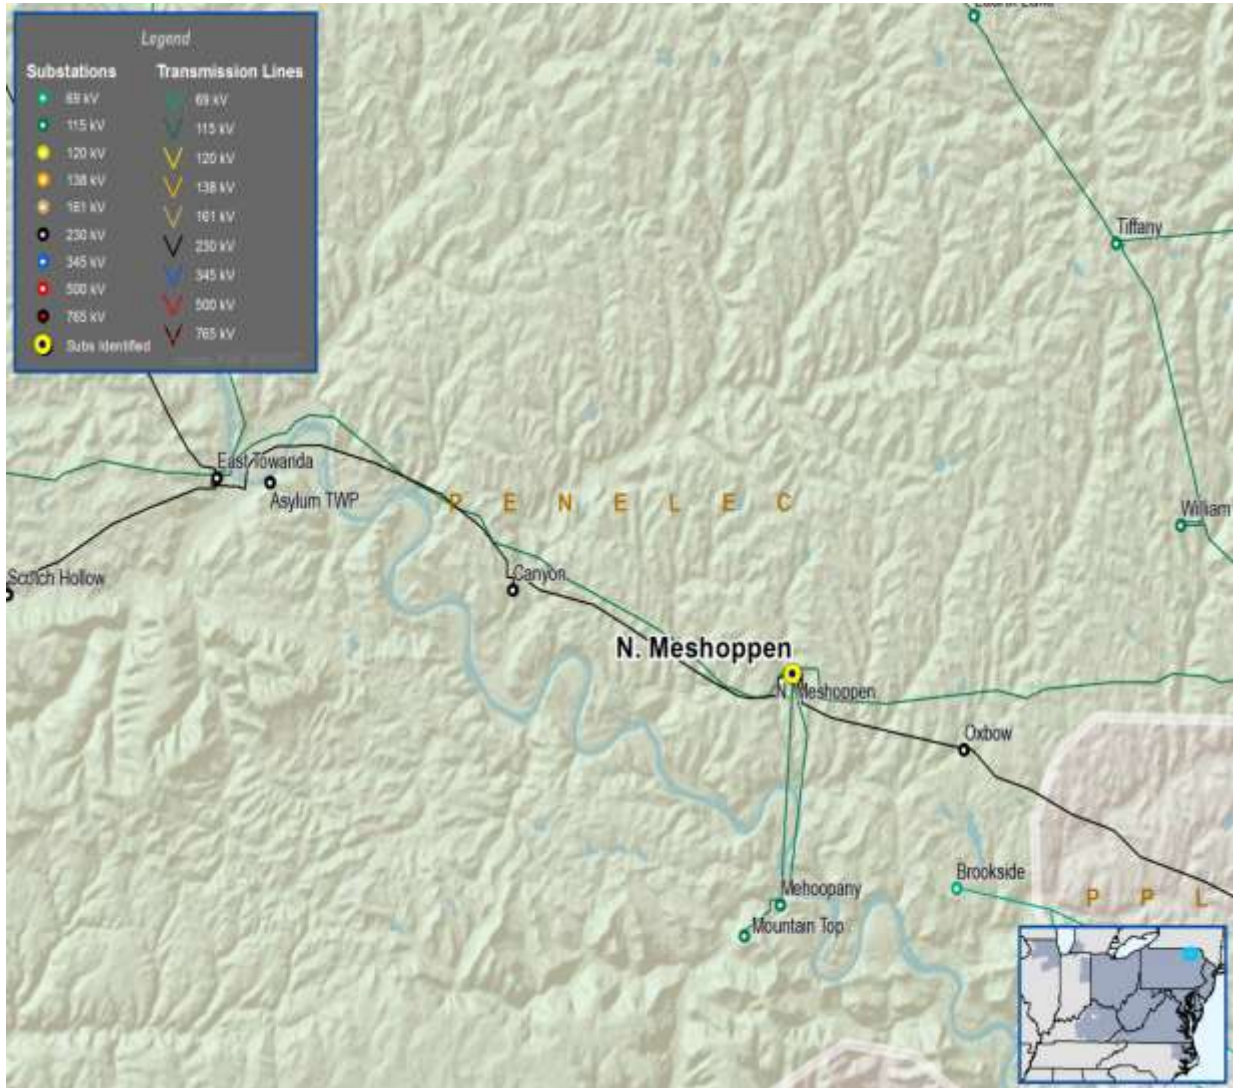 Legend
Substations
69 kV
115 kV
120 kV
138 kV
161 kV
230 kV
345 kV
500 kV
765 kV
Subs Identified
Transmission Lines
69 kV
115 kV
120 kV
138 kV
161 kV
230 kV
345 kV
500 kV
765 kV
Tiffany
East Towanda
Asylum TWP
PENELEC
William
Scotch Hollow
Canyon
N. Meshoppen
N. Meshoppen
Oxbow
Brookside
PPL
Mehoopany
Mountain Top